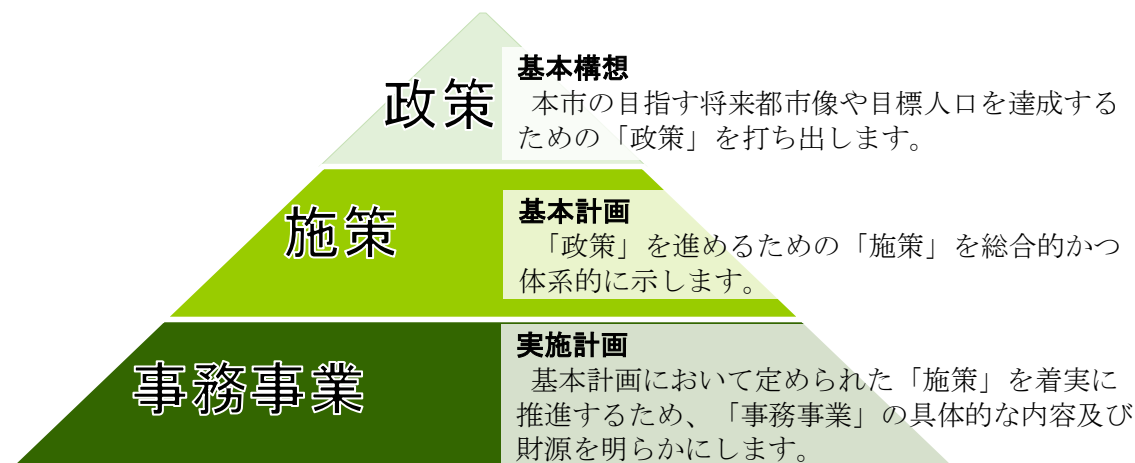 政策
基本構想
本市の目指す将来都市像や目標人口を達成する
ための「政策」を打ち出します。
施策
基本計画
「政策」を進めるための「施策」を総合的かつ
体系的に示します。
事務事業
実施計画
基本計画において定められた「施策」を着実に
推進するため、「事務事業」の具体的な内容及び
財源を明らかにします。